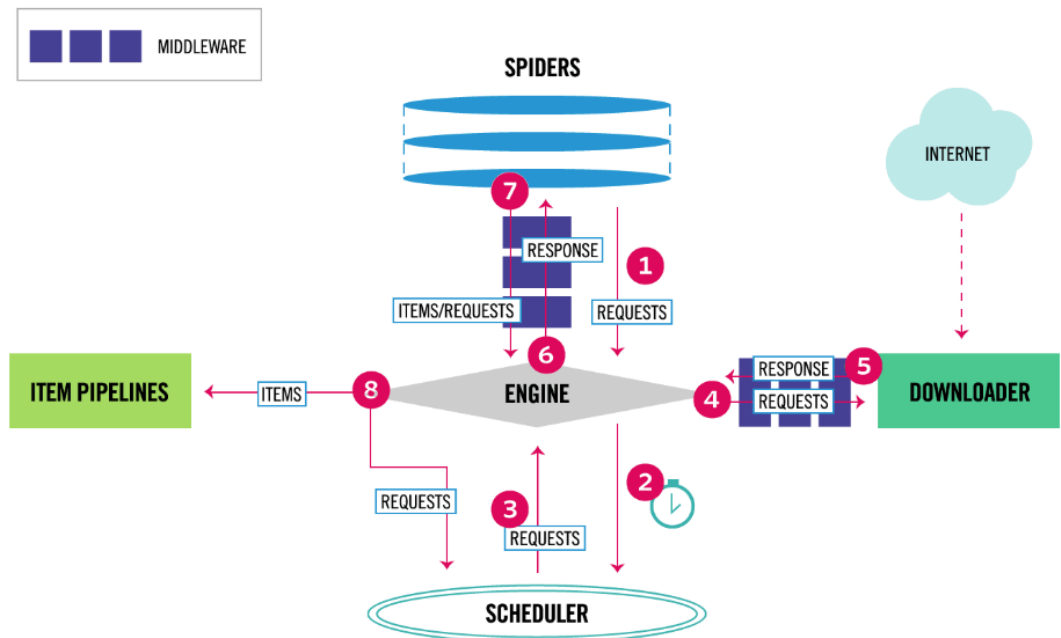 MIDDLEWARE
SPIDERS
INTERNET
7
RESPONSE
1
ITEMS/REQUESTS
REQUESTS
6
5
RESPONSE
ITEM PIPELINES
ITEMS
8
ENGINE
4
REQUESTS
DOWNLOADER
2
REQUESTS
3
REQUESTS
SCHEDULER